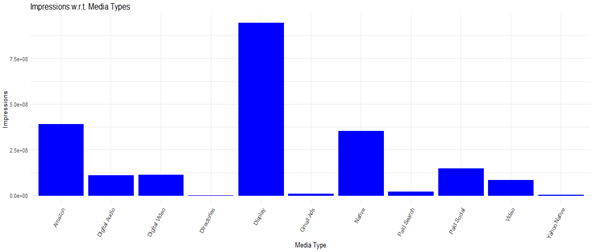 Impressions w.r.t. Media Types
Impressions
7.5e+08
5.0e+08
2.5e+08
0.0e+00
Amazon
Digital Audio
Digital Video
Directories
Display
Gmail Ads
Native
Paid Search
Paid Social
Video
Yahoo Native
Media Type